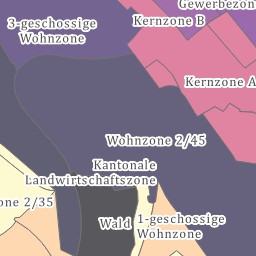 Gewerbezon
3-geschossige
Wohnzone
Kernzone B
Kernzone A
Wohnzone 2/45
Kantonale
Landwirtschaftszone
one 2/35
Wald
1-geschossige
Wohnzone